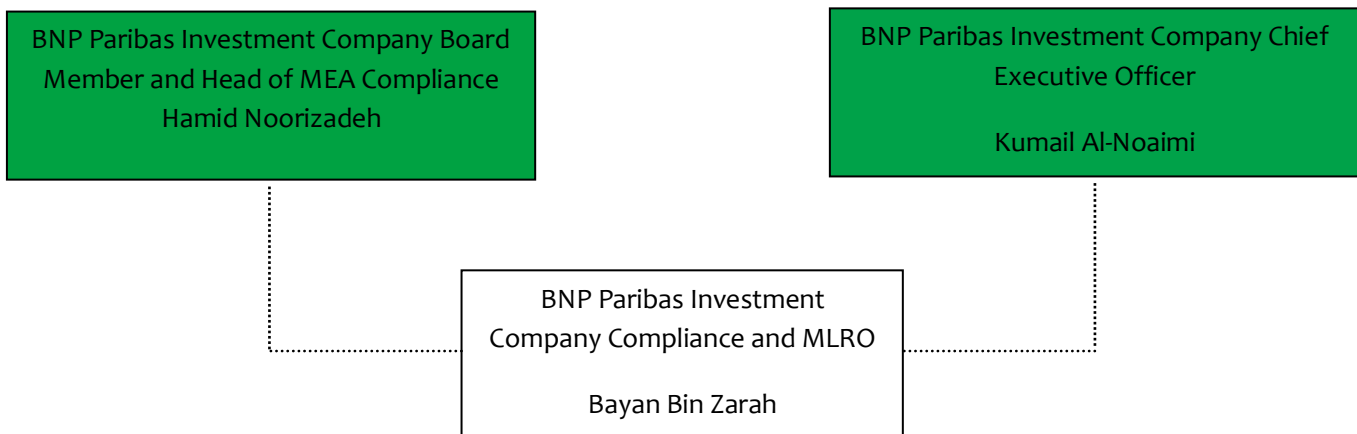 BNP Paribas Investment Company Board
Member and Head of MEA Compliance
Hamid Noorizadeh
BNP Paribas Investment Company Chief
Executive Officer
Kumail Al-Noaimi
BNP Paribas Investment
Company Compliance and MLRO
Bayan Bin Zarah